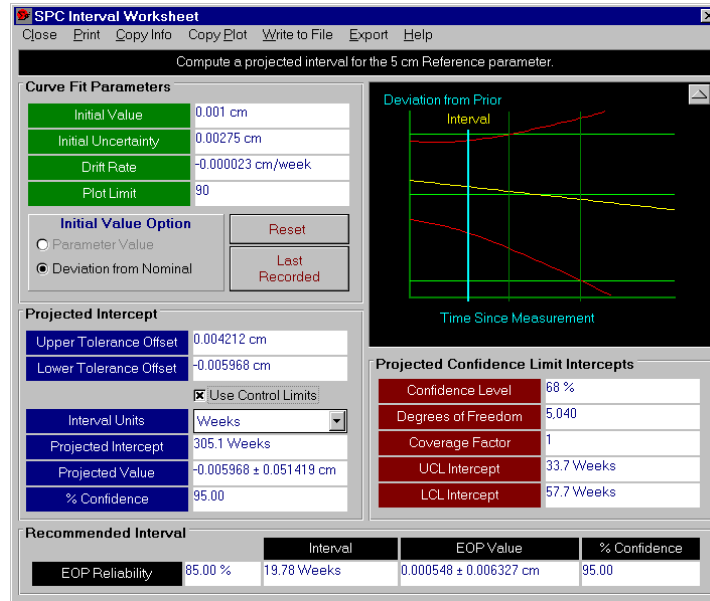 SPC Interval Worksheet
Close Print Copy Info Copy Plot Write to File Export Help
Compute a projected interval for the 5 cm Reference parameter.
Curve Fit Parameters
Initial Value 0.001 cm
Initial Uncertainty 0.00275 cm
Drift Rate -0.000023 cm/week
Plot Limit 90
Initial Value Option
Parameter Value
Deviation from Nominal
Reset
Last
Recorded
Deviation from Prior
Interval
Time Since Measurement
Projected Intercept
Upper Tolerance Offset 0.004212 cm
Lower Tolerance Offset -0.005968 cm
Use Control Limits
Interval Units Weeks
Projected Intercept 305.1 Weeks
Projected Value -0.005968 ± 0.051419 cm
% Confidence 95.00
Projected Confidence Limit Intercepts
Confidence Level 68 %
Degrees of Freedom 5,040
Coverage Factor 1
UCL Intercept 33.7 Weeks
LCL Intercept 57.7 Weeks
Recommended Interval
Interval EOP Value % Confidence
EOP Reliability 85.00 % 19.78 Weeks 0.000548 ± 0.006327 cm 95.00